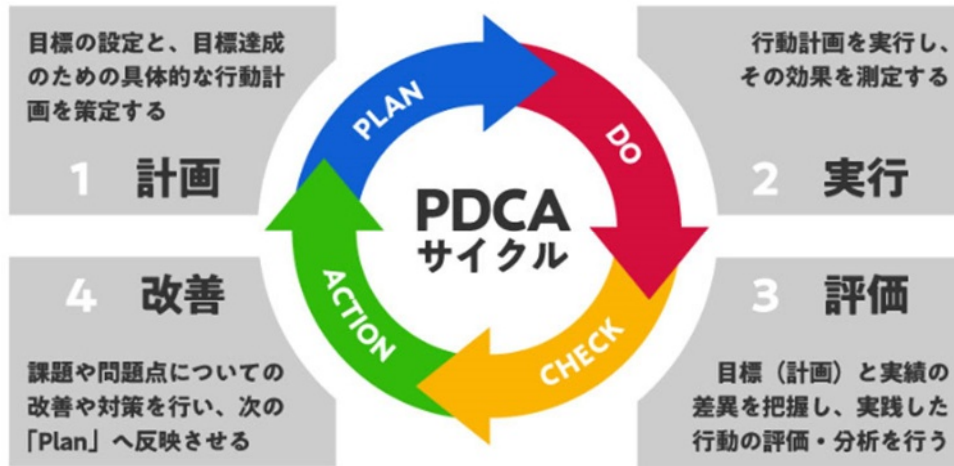 目標の設定と、目標達成
のための具体的な行動計
画を策定する
1 計画
行動計画を実行し、
その効果を測定する
2 実行
PLAN
DO
PDCA
サイクル
ACTION
CHECK
4 改善
課題や問題点についての
改善や対策を行い、次の
「Plan」へ反映させる
3 評価
目標（計画）と実績の
差異を把握し、実践した
行動の評価・分析を行う